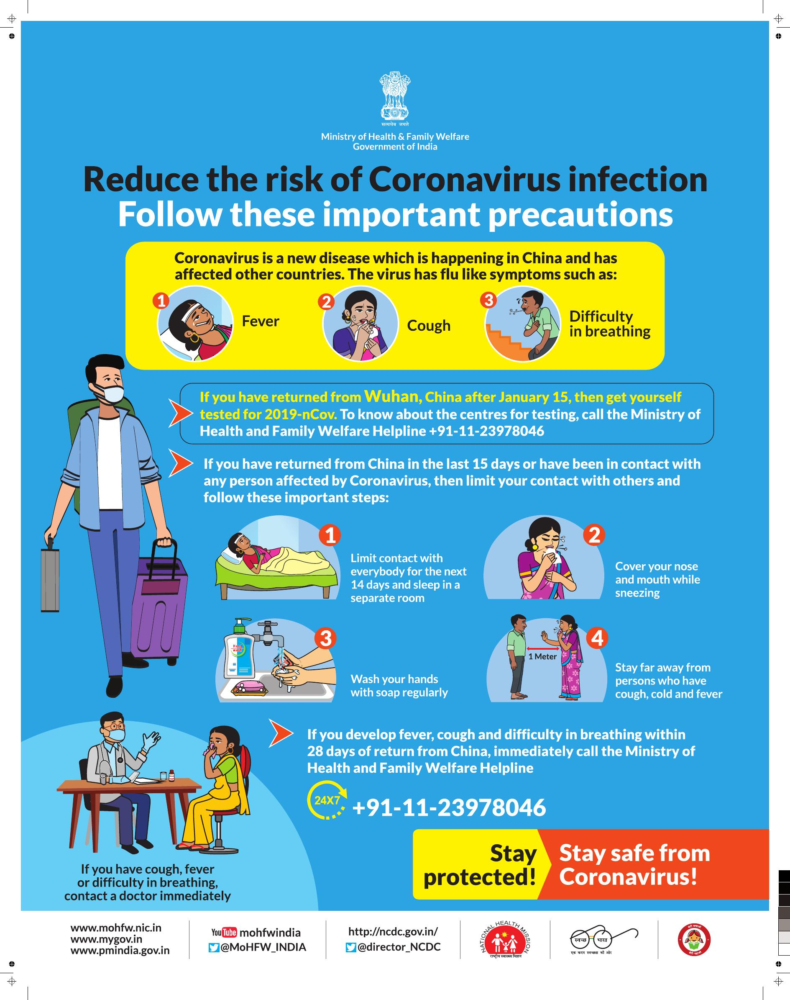 सत्यमेव जयते
Ministry of Health & Family Welfare
Government of India
Reduce the risk of Coronavirus infection
Follow these important precautions
Coronavirus is a new disease which is happening in China and has
affected other countries. The virus has flu like symptoms such as:
1
Fever
2
Cough
3
Difficulty
in breathing
If you have returned from Wuhan, China after January 15, then get yourself
tested for 2019-nCov. To know about the centres for testing, call the Ministry of
Health and Family Welfare Helpline +91-11-23978046
If you have returned from China in the last 15 days or have been in contact with
any person affected by Coronavirus, then limit your contact with others and
follow these important steps:
1
Limit contact with
everybody for the next
14 days and sleep in a
separate room
2
Cover your nose
and mouth while
sneezing
3
Hand
wash
Wash your hands
with soap regularly
4
1 Meter
Stay far away from
persons who have
cough, cold and fever
If you develop fever, cough and difficulty in breathing within
28 days of return from China, immediately call the Ministry of
Health and Family Welfare Helpline
24X7
+91-11-23978046
If you have cough, fever
or difficulty in breathing,
contact a doctor immediately
Stay
protected!
Stay safe from
Coronavirus!
www.mohfw.nic.in
www.mygov.in
www.pmindia.gov.in
YouTube mohfwindia
@MoHFW_INDIA
http://ncdc.gov.in/
@director_NCDC
NATIONAL HEALTH MISSION
राष्ट्रीय स्वास्थ्य मिशन
स्वच्छ भारत
एक कदम स्वच्छता की ओर
बेटी बचाओ
बेटी पढ़ाओ